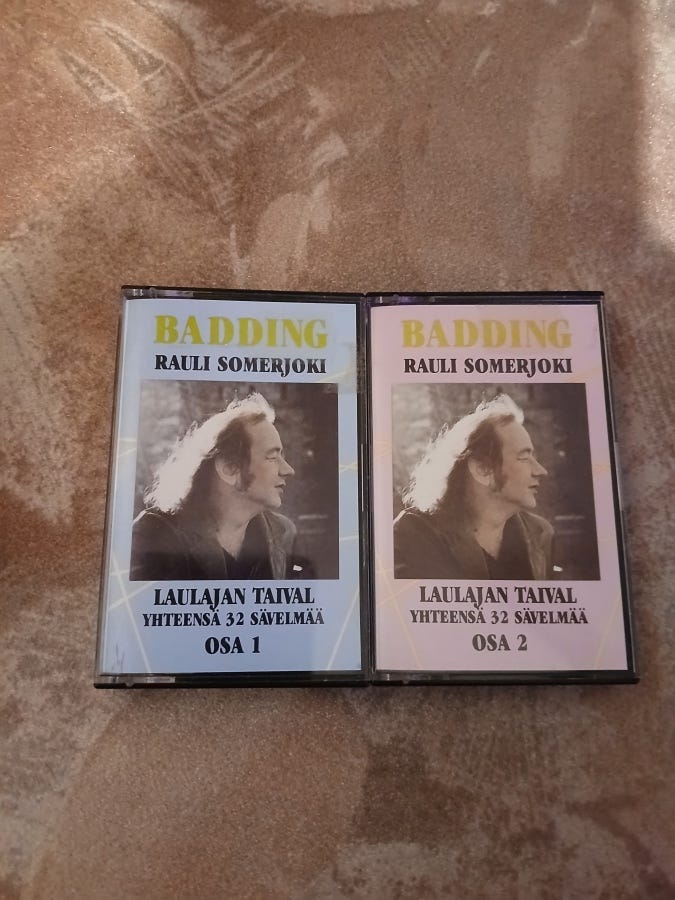 BADDING
RAULI SOMERJOKI
LAULAJAN TAIVAL
YHTEENSÄ 32 SÄVELMÄÄ
OSA 1
BADDING
RAULI SOMERJOKI
LAULAJAN TAIVAL
YHTEENSÄ 32 SÄVELMÄÄ
OSA 2